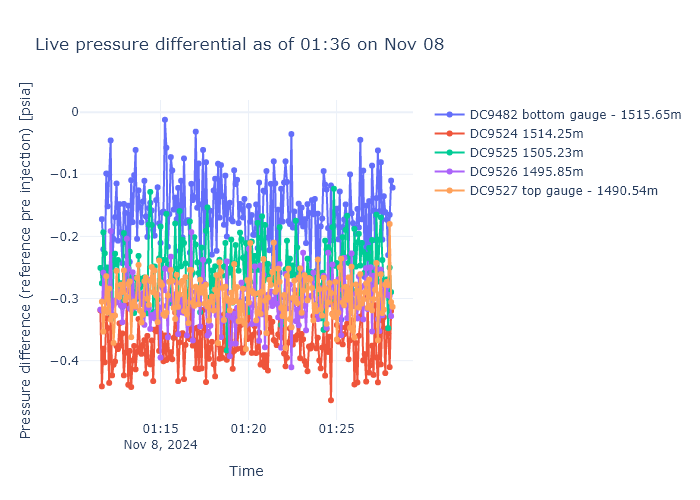 Live pressure differential as of 01:36 on Nov 08
Pressure difference (reference pre injection) [psia]
0
−0.1
−0.2
−0.3
−0.4
01:15
Nov 8, 2024
01:20
01:25
Time
DC9482 bottom gauge - 1515.65m
DC9524 1514.25m
DC9525 1505.23m
DC9526 1495.85m
DC9527 top gauge - 1490.54m